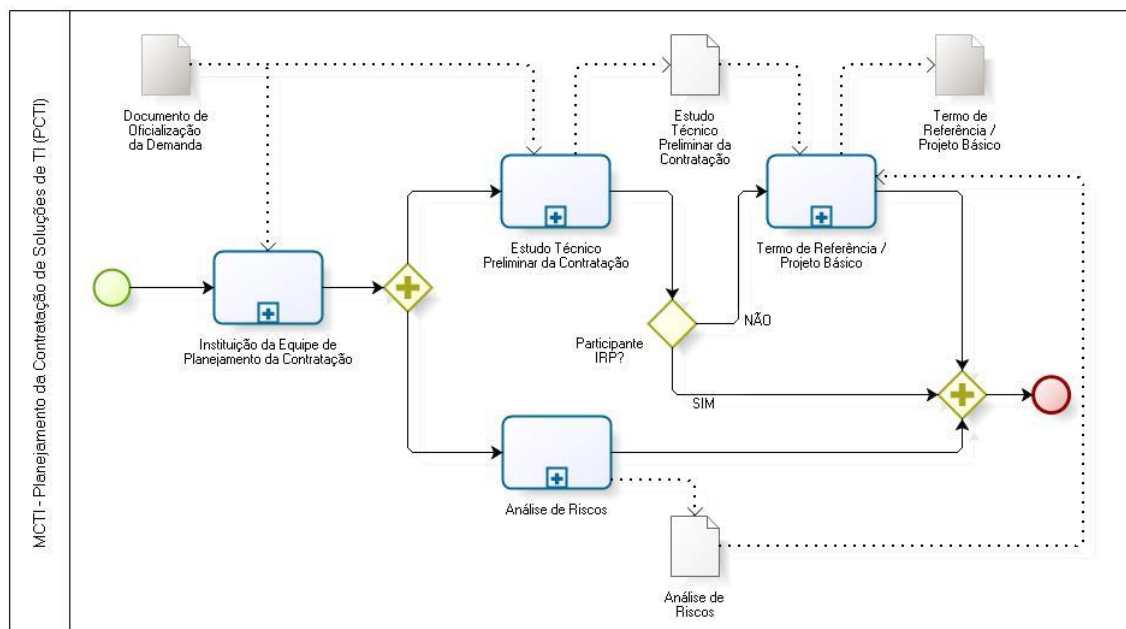 MCTI - Planejamento da Contratação de Soluções de TI (PCTI)
Documento de
Oficialização
da Demanda
Estudo
Técnico
Preliminar da
Contratação
Termo de
Referência /
Projeto Básico
Estudo Técnico
Preliminar da Contratação
Termo de Referência /
Projeto Básico
Instituição da Equipe de
Planejamento da Contratação
Participante
IRP?
NÃO
SIM
Análise de Riscos
Análise de
Riscos